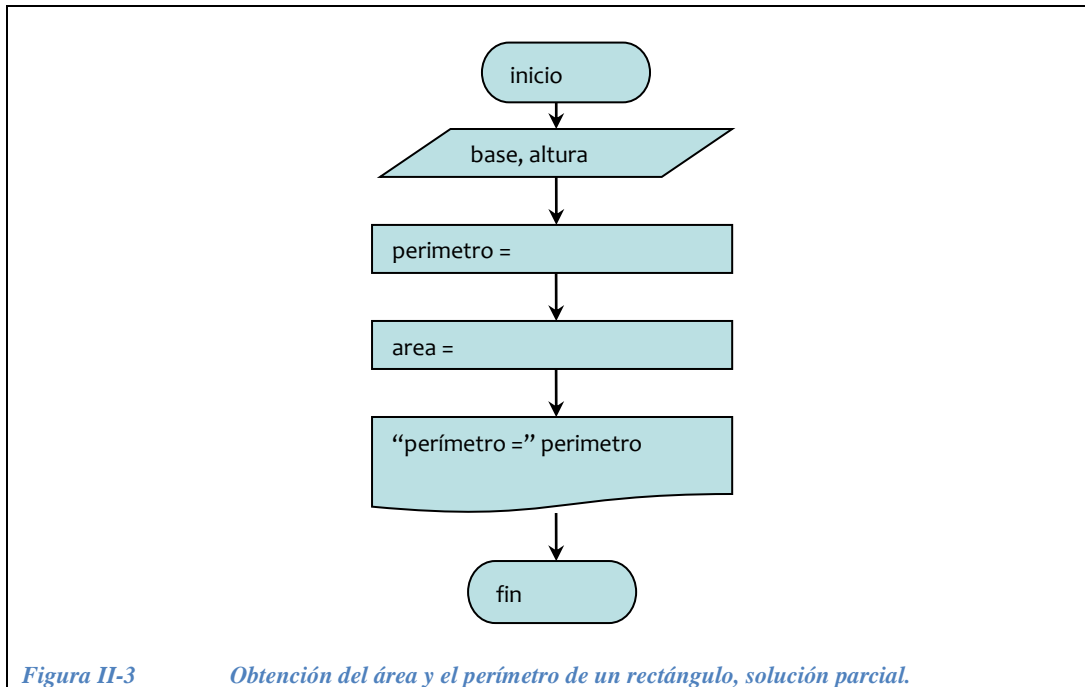 inicio
base, altura
perimetro =
area =
“perímetro =” perimetro
fin
Figura II-3 Obtención del área y el perímetro de un rectángulo, solución parcial.